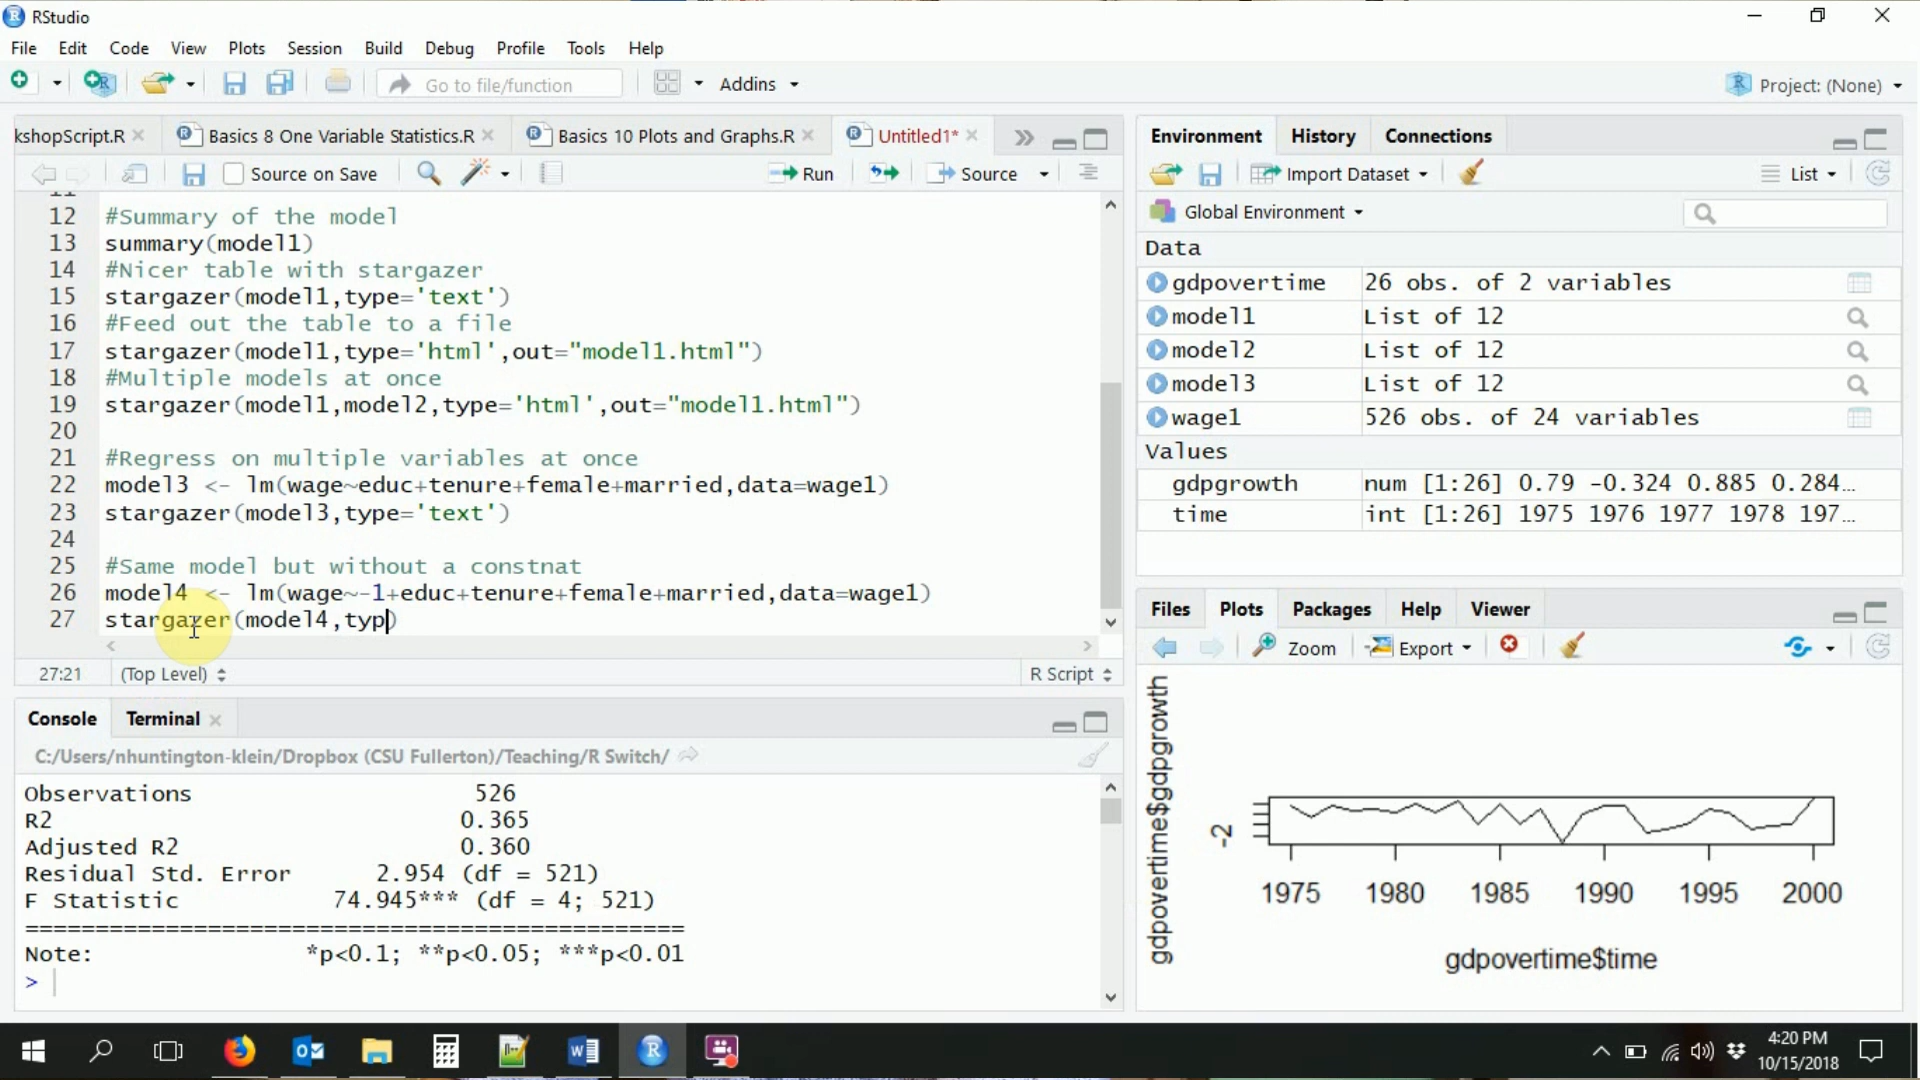 RStudio
File Edit Code View Plots Session Build Debug Profile Tools Help
Go to file/function Addins Project: (None)
kshopScript.R Basics 8 One Variable Statistics.R Basics 10 Plots and Graphs.R Untitled1*
Source on Save Run Source
12 #Summary of the model
13 summary(model1)
14 #Nicer table with stargazer
15 stargazer(model1,type='text')
16 #Feed out the table to a file
17 stargazer(model1,type='html',out="model1.html")
18 #Multiple models at once
19 stargazer(model1,model2,type='html',out="model1.html")
20
21 #Regress on multiple variables at once
22 model3 <- lm(wage~educ+tenure+female+married,data=wage1)
23 stargazer(model3,type='text')
24
25 #Same model but without a constnat
26 model4 <- lm(wage~-1+educ+tenure+female+married,data=wage1)
27 stargazer(model4,typ)
27:21 (Top Level) R Script
Console Terminal
C:/Users/nhuntington-klein/Dropbox (CSU Fullerton)/Teaching/R Switch/
Observations 526
R2 0.365
Adjusted R2 0.360
Residual Std. Error 2.954 (df = 521)
F Statistic 74.945*** (df = 4; 521)
===============================================
Note: *p<0.1; **p<0.05; ***p<0.01
>
Environment History Connections
Import Dataset List
Global Environment
Data
gdpovertime 26 obs. of 2 variables
model1 List of 12
model2 List of 12
model3 List of 12
wage1 526 obs. of 24 variables
Values
gdpgrowth num [1:26] 0.79 -0.324 0.885 0.284…
time int [1:26] 1975 1976 1977 1978 197…
Files Plots Packages Help Viewer
Zoom Export
gdpovertime$gdpgrowth
-2
1975 1980 1985 1990 1995 2000
gdpovertime$time
4:20 PM
10/15/2018